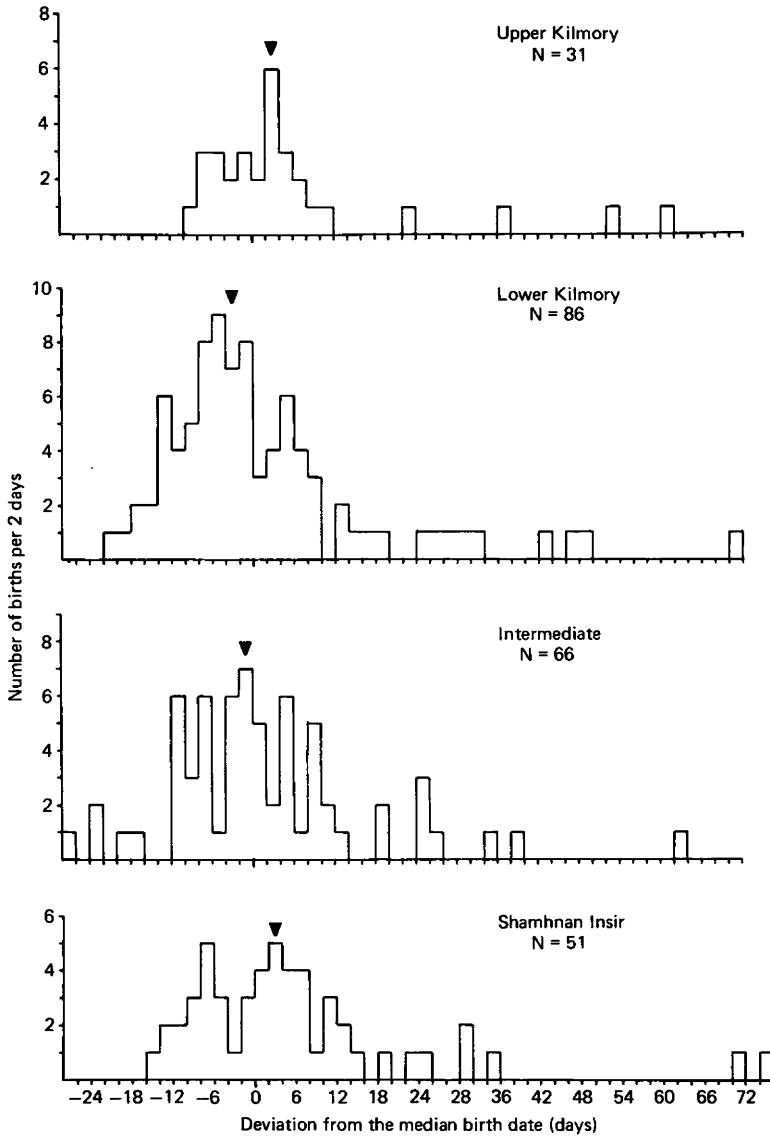 Upper Kilmory
N = 31
8
6
4
2
Lower Kilmory
N = 86
10
8
6
4
2
Number of births per 2 days
Intermediate
N = 66
8
6
4
2
Shamhnan Insir
N = 51
6
4
2
−24 −18 −12 −6 0 6 12 18 24 28 36 42 48 54 60 66 72
Deviation from the median birth date (days)